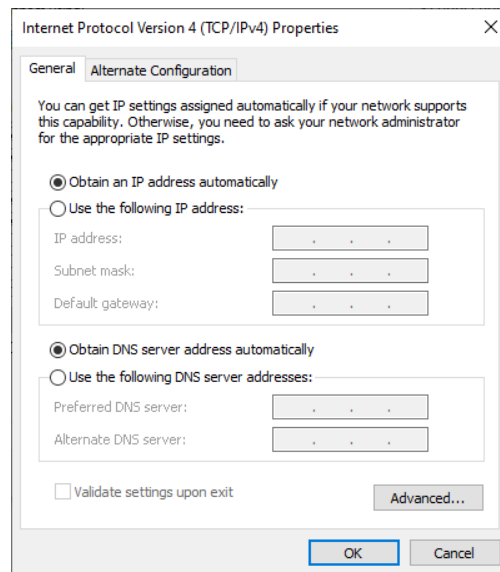 Internet Protocol Version 4 (TCP/IPv4) Properties
General
Alternate Configuration
You can get IP settings assigned automatically if your network supports
this capability. Otherwise, you need to ask your network administrator
for the appropriate IP settings.
Obtain an IP address automatically
Use the following IP address:
IP address:
Subnet mask:
Default gateway:
Obtain DNS server address automatically
Use the following DNS server addresses:
Preferred DNS server:
Alternate DNS server:
Validate settings upon exit
Advanced...
OK
Cancel